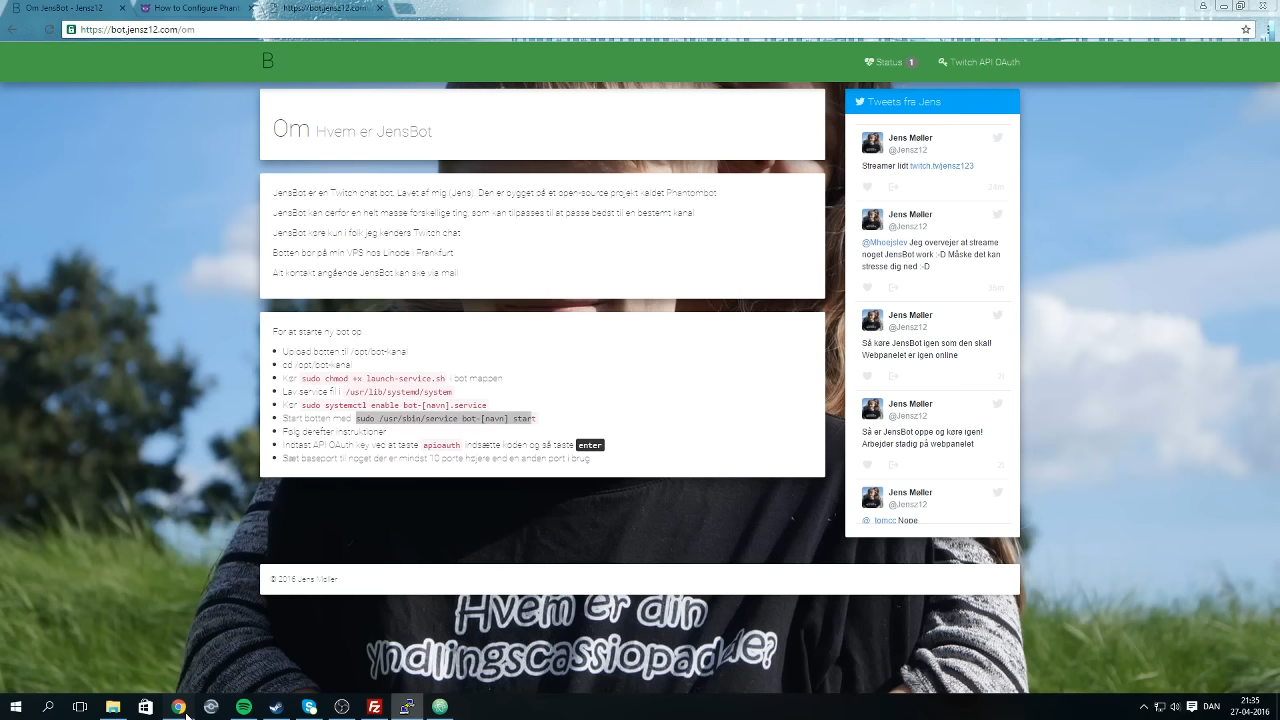 Om JensBot - Jensz12
How to Configure Phant
https://bot.jensz12.com
https://bot.jensz12.com/om
B
Status 1
Twitch API OAuth
Om Hvem er JensBot
JensBot er en Twitch chat bot. Lavet af mig (Jens). Den er bygget på et open-source projekt kaldet Phantombot
JensBot kan derfor en helt masse forskellige ting, som kan tilpasses til at passe bedst til en bestemt kanal
JensBot køre kun i folk jeg kenders Twitch chat
Botten bor på min VPS hos Linode i Frankfurt
Alt kontakt angående JensBot kan ske via mail
For at starte ny bot op
Upload botten til /opt/bot-kanal
cd /opt/bot-kanal
Kør sudo chmod +x launch-service.sh i bot mappen
Lav service fil i /usr/lib/systemd/system
Kør sudo systemctl enable bot-[navn].service
Start botten med sudo /usr/sbin/service bot-[navn] start
Følg derefter instruktioner
Indtast API OAuth key ved at taste apioauth indsætte koden og så taste enter
Sæt baseport til noget der er mindst 10 porte højere end en anden port i brug
Tweets fra Jens
Jens Møller
@Jensz12
Streamer lidt twitch.tv/jensz123
34m
Jens Møller
@Jensz12
@Mhoejslev Jeg overvejer at streame
noget JensBot work :-D Måske det kan
stresse dig ned :-D
35m
Jens Møller
@Jensz12
Så køre JensBot igen som den skal!
Webpanelet er igen online
2t
Jens Møller
@Jensz12
Så er JensBot oppe og køre igen!
Arbejder stadig på webpanelet
2t
Jens Møller
@Jensz12
@_tomcc Nope
© 2016 Jens Møller
Hvem er din
yndlingscassiopadde?
DAN
21:35
27-04-2016